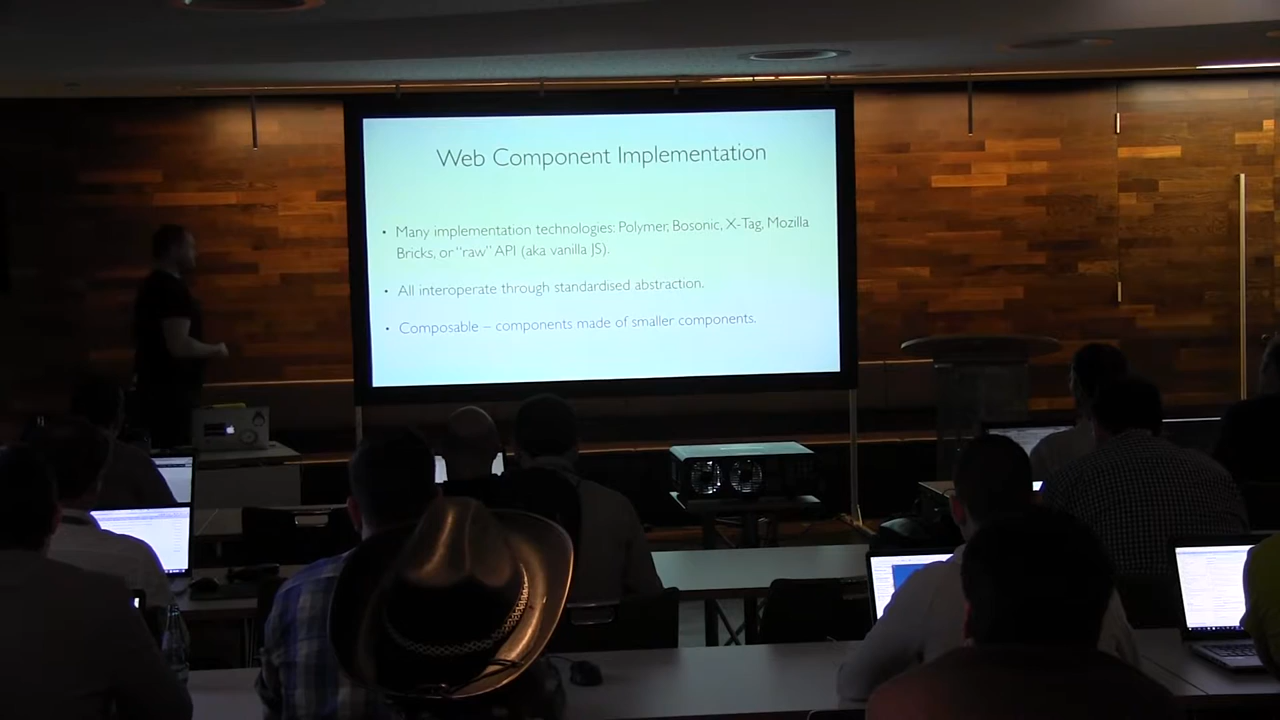 Web Component Implementation
• Many implementation technologies: Polymer, Bosonic, X-Tag, Mozilla
Bricks, or "raw" API (aka vanilla JS).
• All interoperate through standardised abstraction.
• Composable – components made of smaller components.